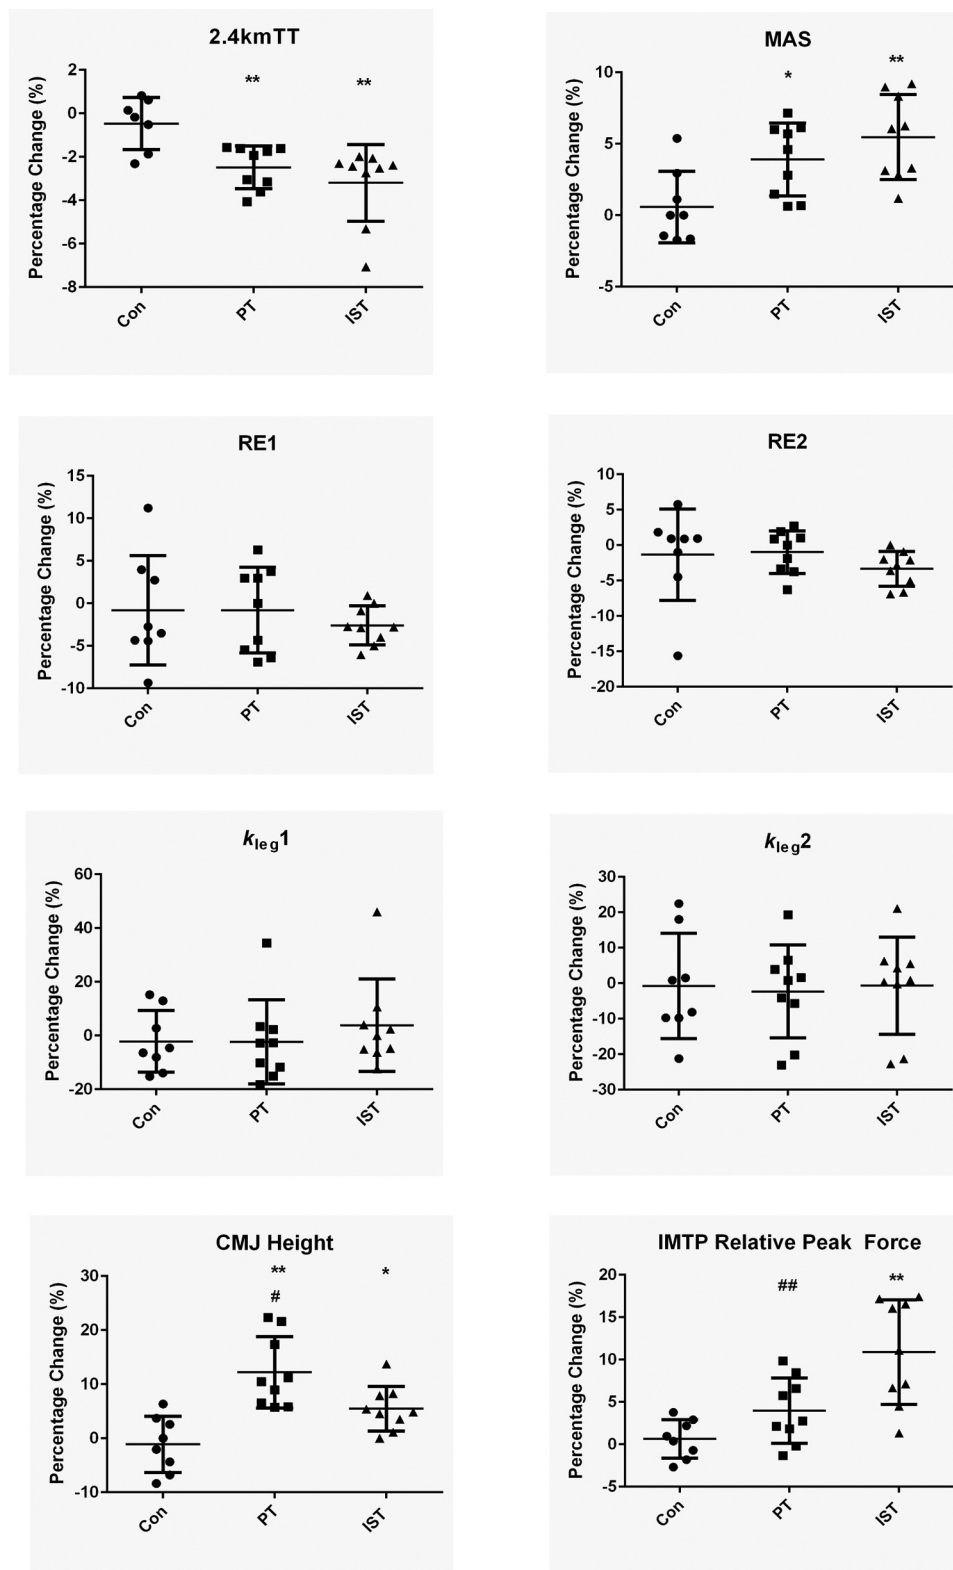 2.4kmTT
**
**
Percentage Change (%)
2
0
-2
-4
-6
-8
Con
PT
IST
MAS
*
**
Percentage Change (%)
10
5
0
-5
Con
PT
IST
RE1
Percentage Change (%)
15
10
5
0
-5
-10
Con
PT
IST
RE2
Percentage Change (%)
10
5
0
-5
-10
-15
-20
Con
PT
IST
kleg1
Percentage Change (%)
60
40
20
0
-20
Con
PT
IST
kleg2
Percentage Change (%)
30
20
10
0
-10
-20
-30
Con
PT
IST
CMJ Height
**
#
*
Percentage Change (%)
30
20
10
0
-10
Con
PT
IST
IMTP Relative Peak Force
##
**
Percentage Change (%)
20
15
10
5
0
-5
Con
PT
IST